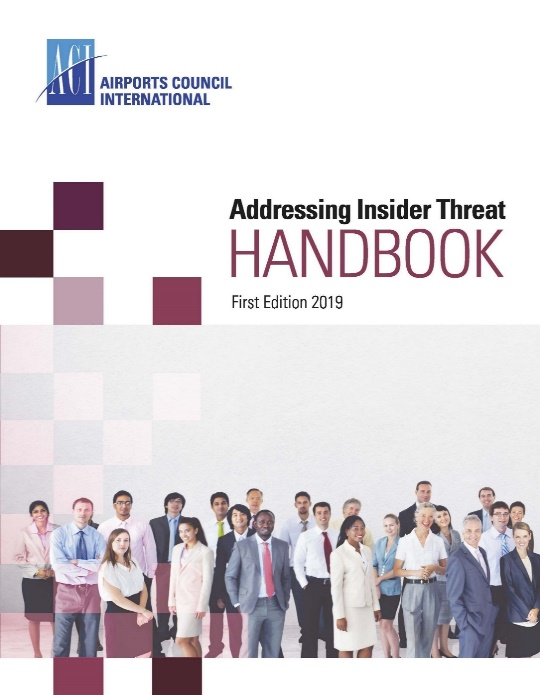 ACI
AIRPORTS COUNCIL
INTERNATIONAL
Addressing Insider Threat
HANDBOOK
First Edition 2019